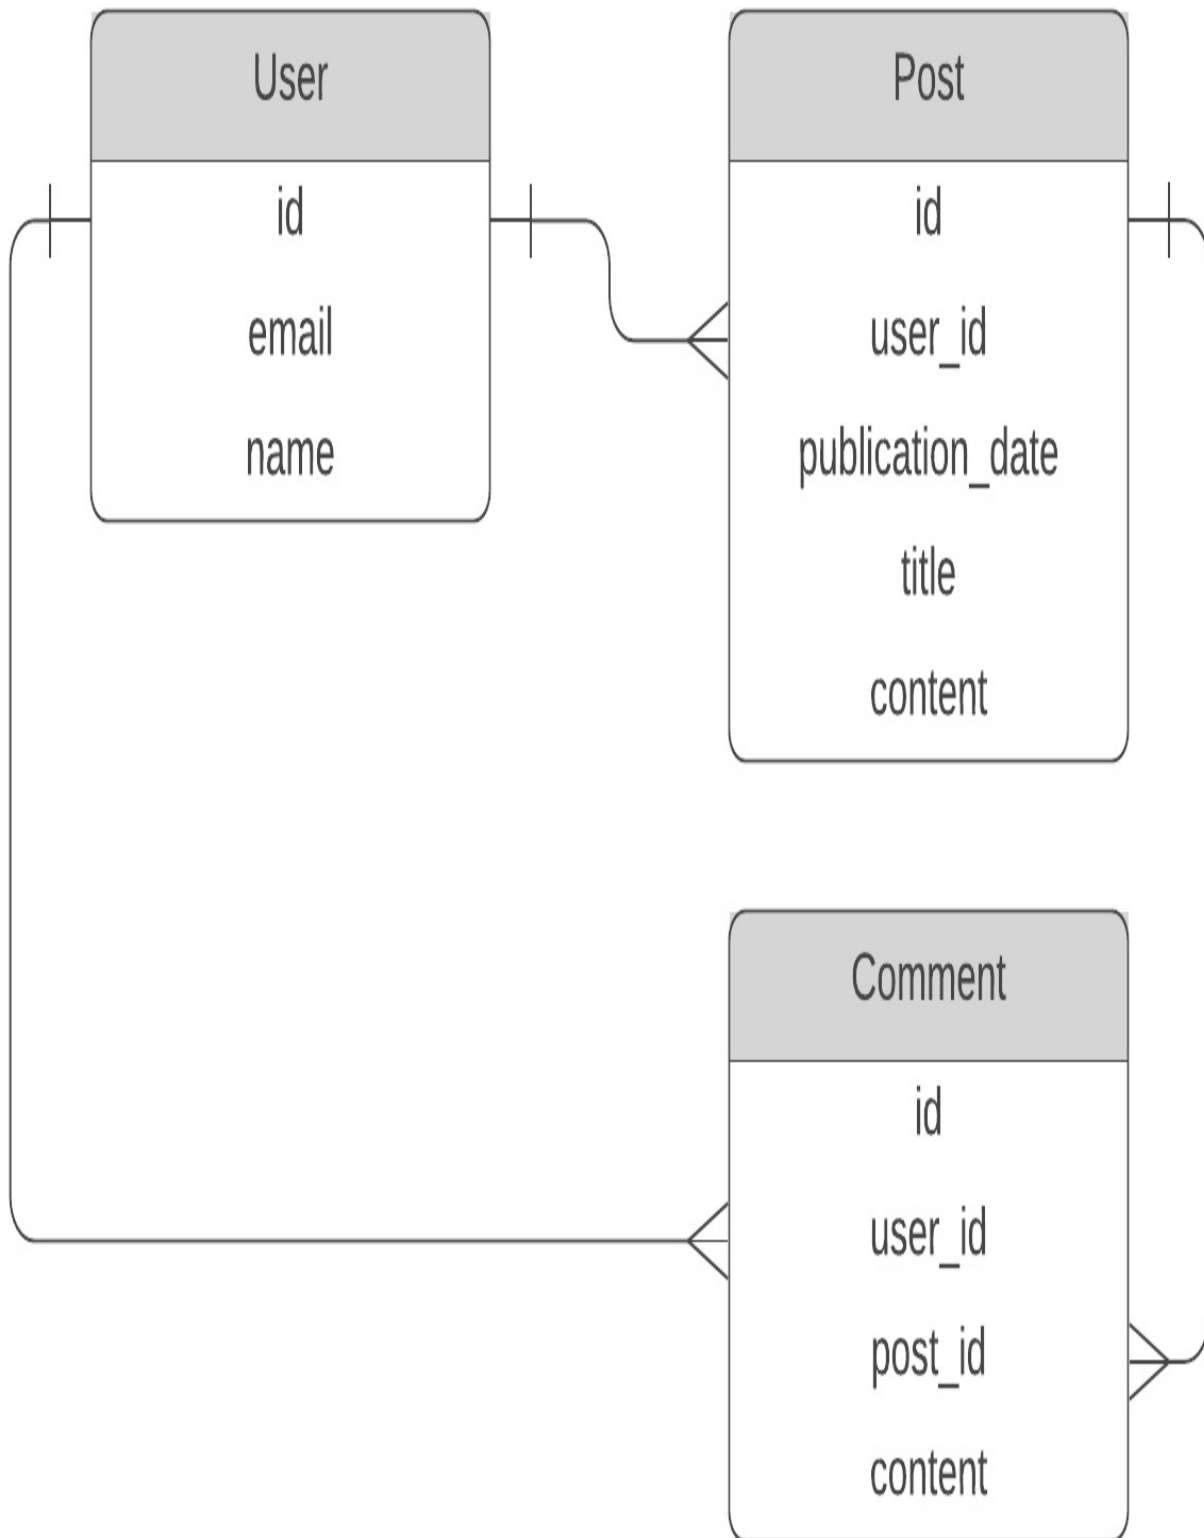 User
id
email
name
Post
id
user_id
publication_date
title
content
Comment
id
user_id
post_id
content